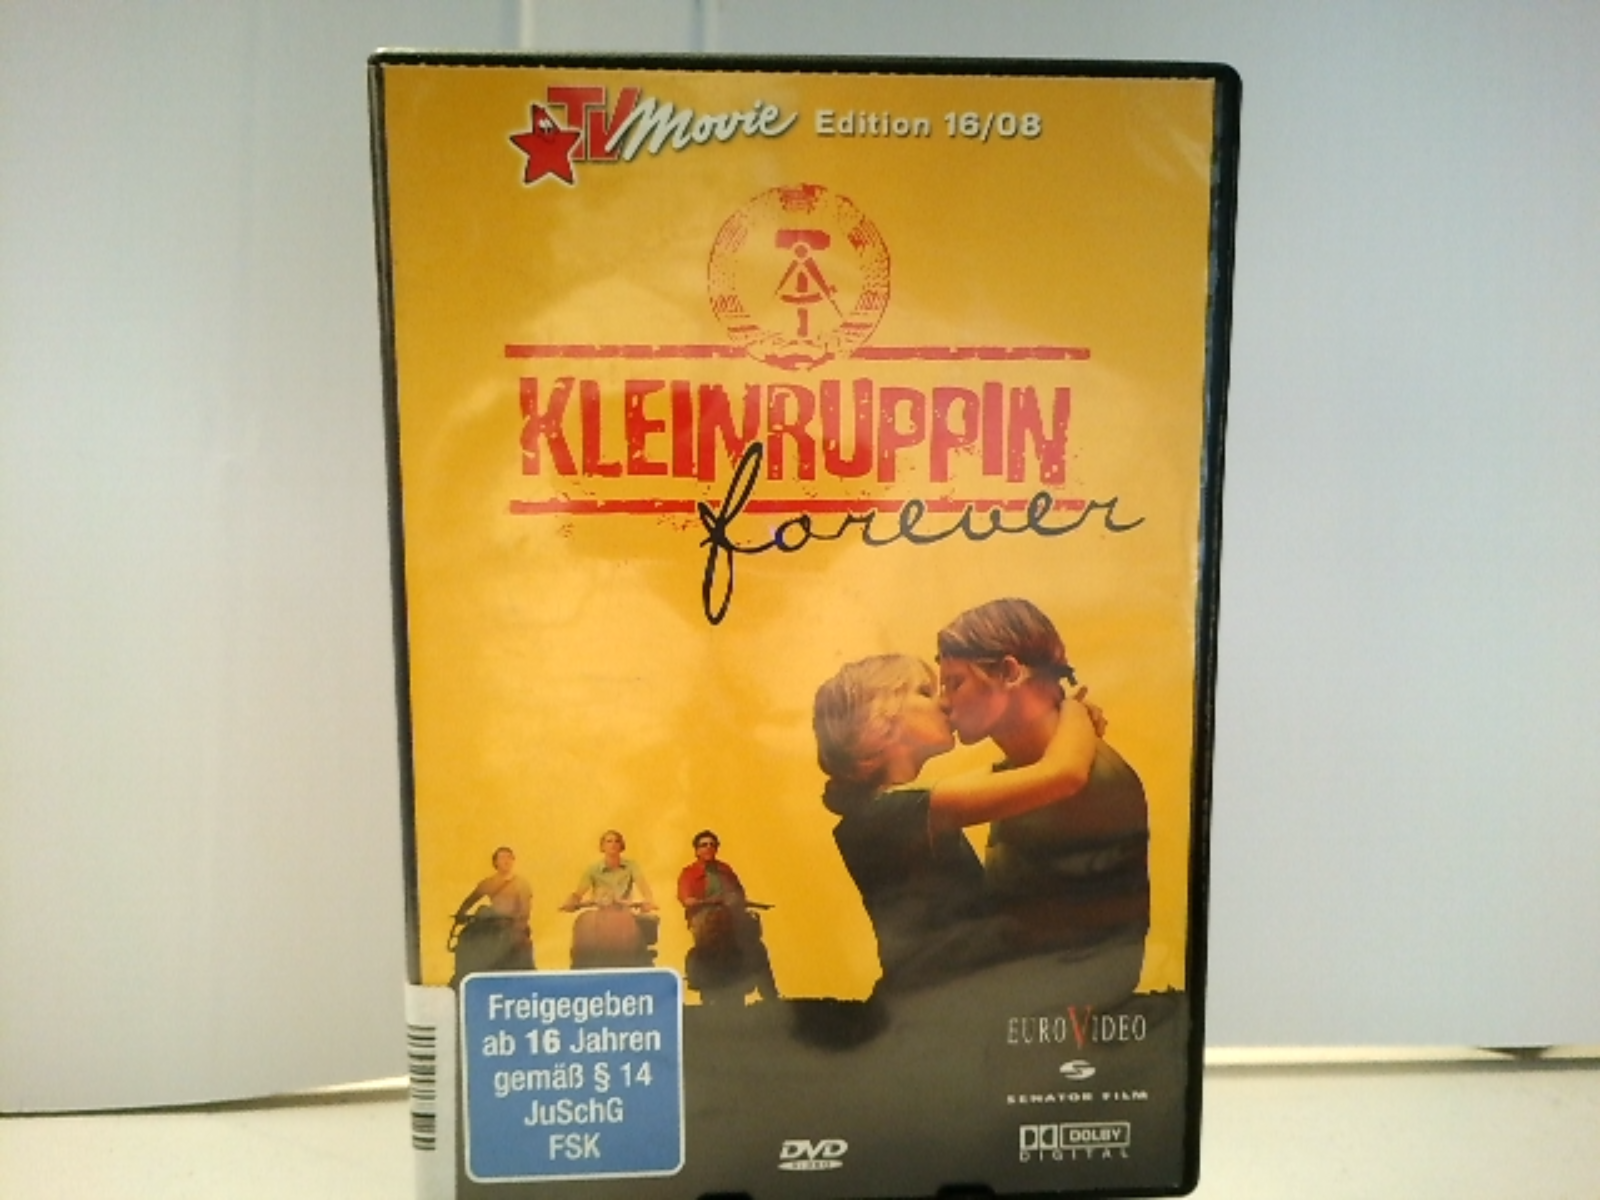 TV Movie Edition 16/08
KLEINRUPPIN
forever
Freigegeben
ab 16 Jahren
gemäß § 14
JuSchG
FSK
EUROVIDEO
SENATOR FILM
DVD
VIDEO
DOLBY
DIGITAL